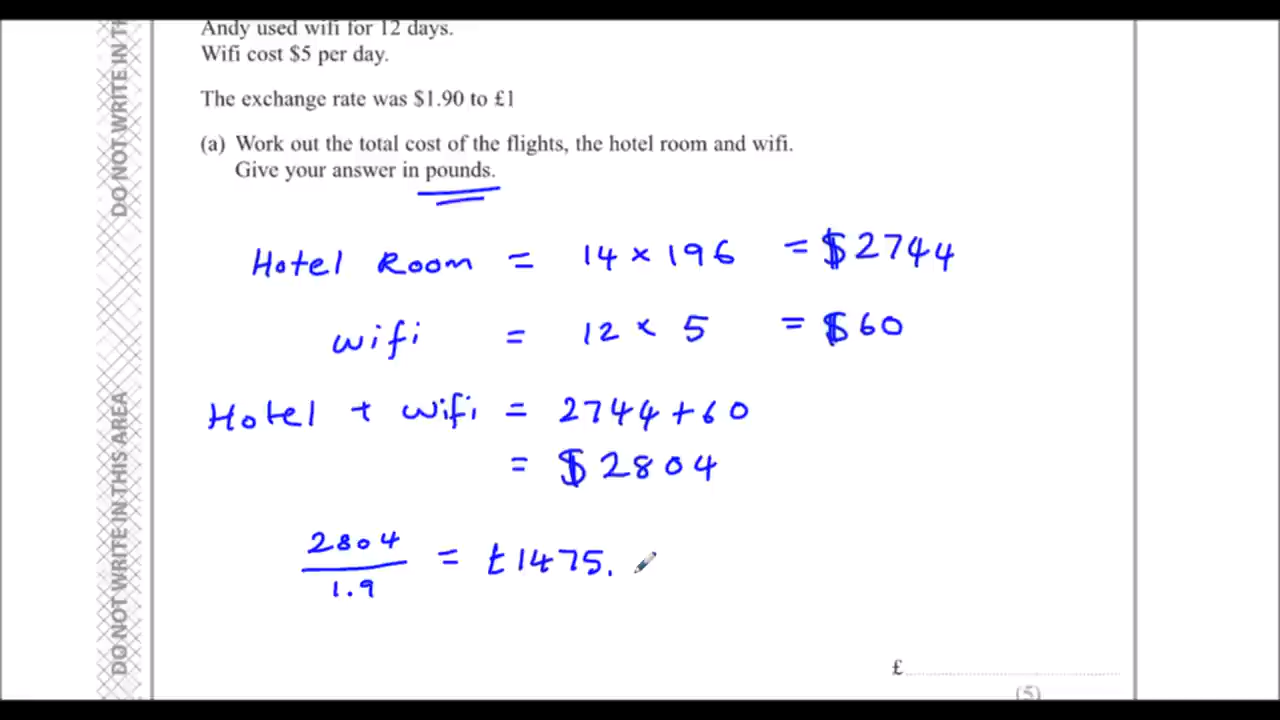 Andy used wifi for 12 days.
Wifi cost $5 per day.
The exchange rate was $1.90 to £1
(a) Work out the total cost of the flights, the hotel room and wifi.
Give your answer in pounds.
Hotel Room = 14 × 196 = $2744
Wifi = 12 × 5 = $60
Hotel + Wifi = 2744 + 60
= $2804
2804
1.9
= £1475.
£
(5)
DO NOT WRITE IN TH
DO NOT WRITE IN THIS AREA